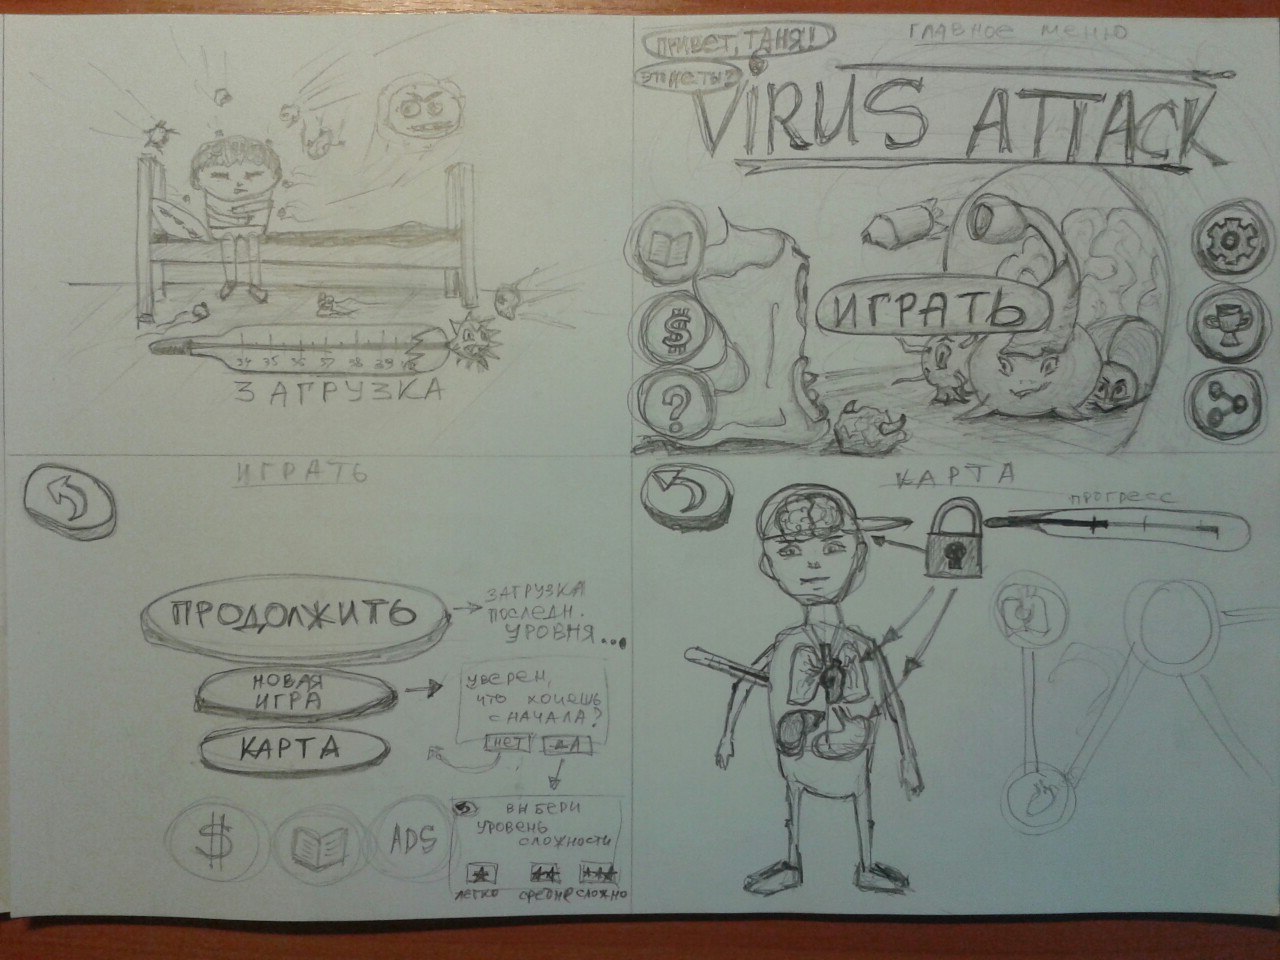 34 35 36 37 38 39
ЗАГРУЗКА
ГЛАВНОЕ МЕНЮ
ПРИВЕТ, ТАНЯ!
ЭТО НЕ ТЫ?
VIRUS ATTACK
$
ИГРАТЬ
?
ИГРАТЬ
ПРОДОЛЖИТЬ
ЗАГРУЗКА
ПОСЛЕДН.
УРОВНЯ...
НОВАЯ
ИГРА
КАРТА
УВЕРЕН,
ЧТО ХОЧЕШЬ
СНАЧАЛА?
НЕТ ДА
$
ADS
ВЫБЕРИ
УРОВЕНЬ
СЛОЖНОСТИ
ЛЕГКО СРЕДНЕ СЛОЖНО
КАРТА
ПРОГРЕСС